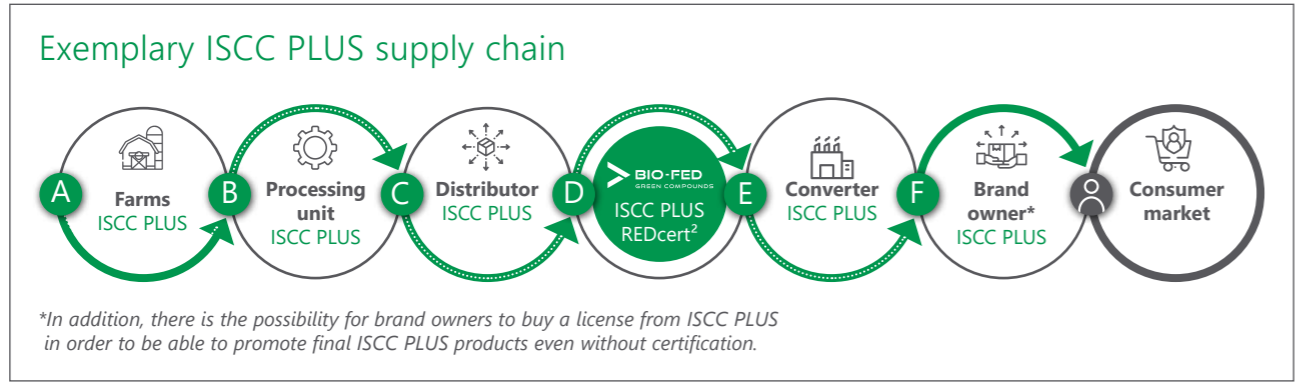 Exemplary ISCC PLUS supply chain
A
Farms
ISCC PLUS
B
Processing
unit
ISCC PLUS
C
Distributor
ISCC PLUS
D
BIO-FED
GREEN COMPOUNDS
ISCC PLUS
REDcert²
E
Converter
ISCC PLUS
F
Brand
owner*
ISCC PLUS
Consumer
market
*In addition, there is the possibility for brand owners to buy a license from ISCC PLUS
in order to be able to promote final ISCC PLUS products even without certification.